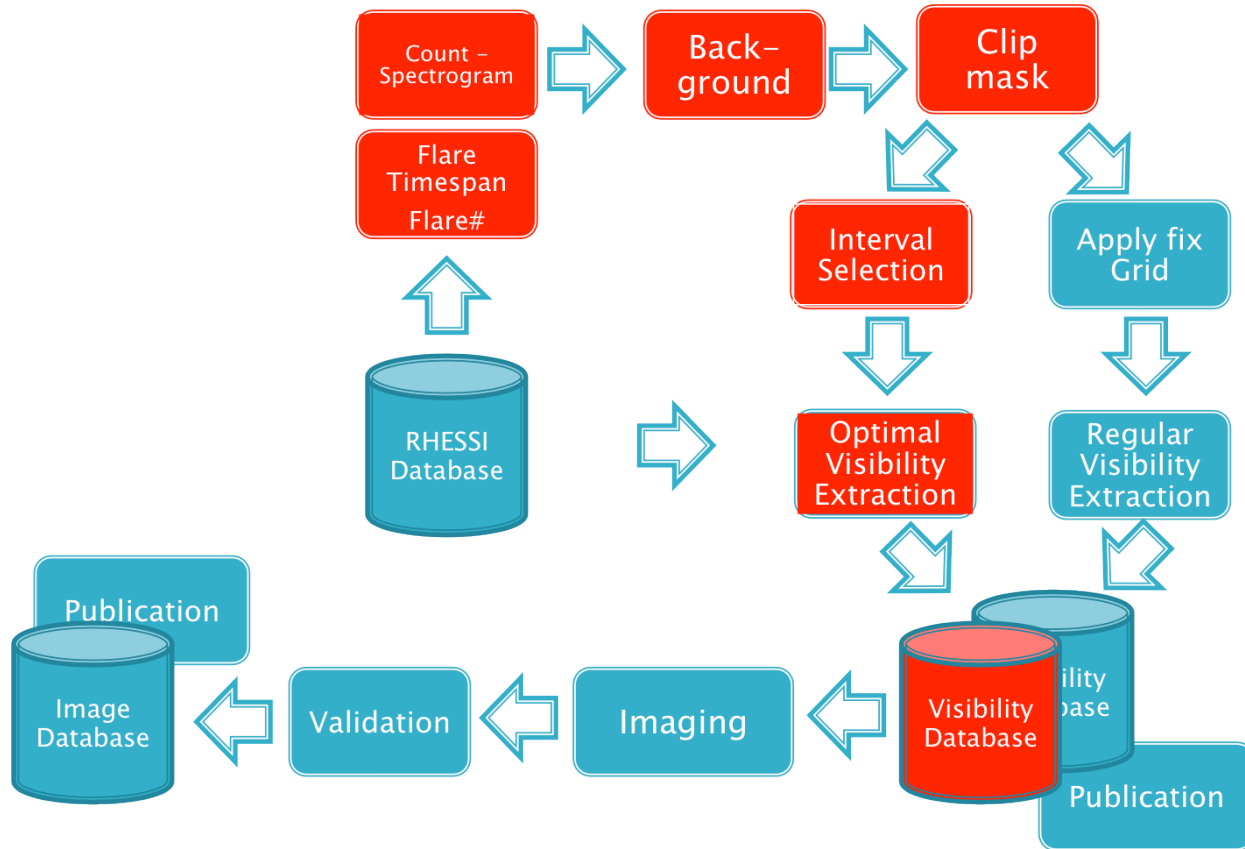 Count –
Spectrogram
Back-
ground
Clip
mask
Flare
Timespan
Flare#
Interval
Selection
Apply fix
Grid
RHESSI
Database
Optimal
Visibility
Extraction
Regular
Visibility
Extraction
Publication
Image
Database
Validation
Imaging
Visibility
Database
Publication